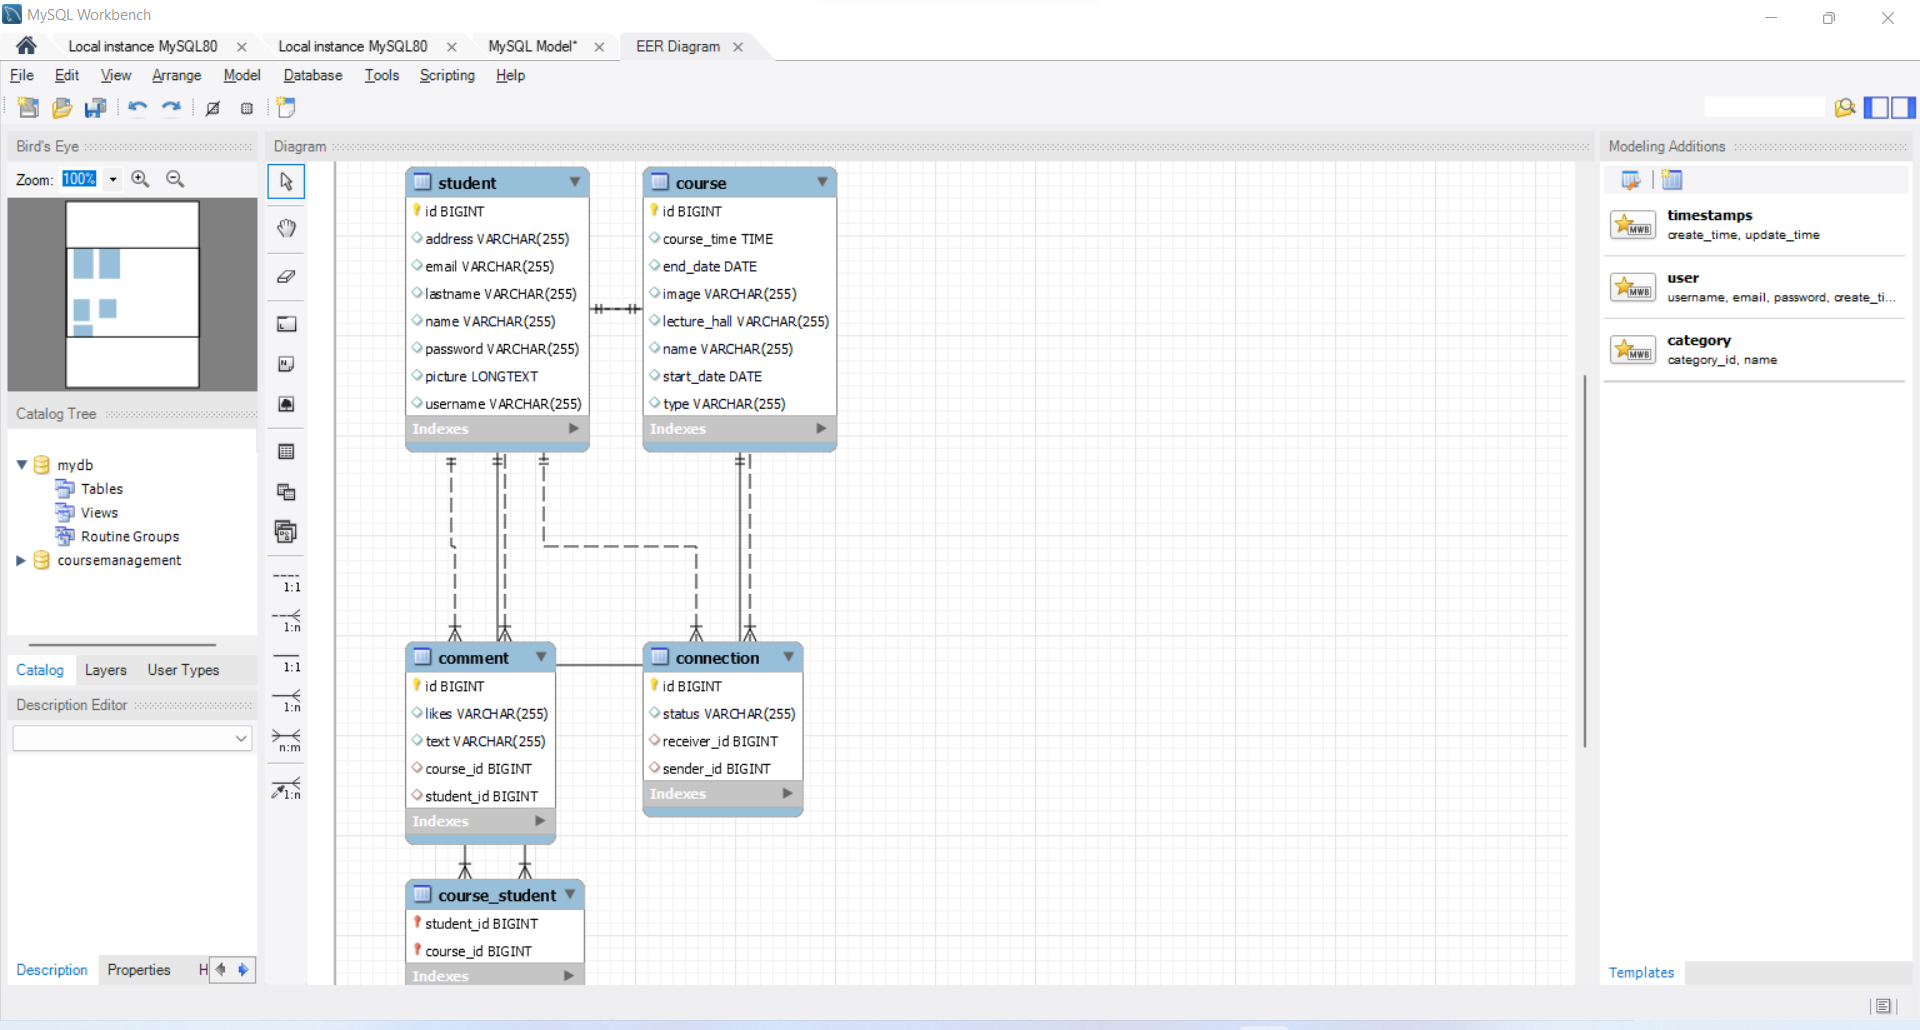 MySQL Workbench
Local instance MySQL80
Local instance MySQL80
MySQL Model*
EER Diagram
File Edit View Arrange Model Database Tools Scripting Help
Bird's Eye
Zoom: 100%
Catalog Tree
mydb
Tables
Views
Routine Groups
coursemanagement
Catalog Layers User Types
Description Editor
Description Properties H
Diagram
1:1
1:n
1:1
1:n
n:m
1:n
student
id BIGINT
address VARCHAR(255)
email VARCHAR(255)
lastname VARCHAR(255)
name VARCHAR(255)
password VARCHAR(255)
picture LONGTEXT
username VARCHAR(255)
Indexes
course
id BIGINT
course_time TIME
end_date DATE
image VARCHAR(255)
lecture_hall VARCHAR(255)
name VARCHAR(255)
start_date DATE
type VARCHAR(255)
Indexes
comment
id BIGINT
likes VARCHAR(255)
text VARCHAR(255)
course_id BIGINT
student_id BIGINT
Indexes
connection
id BIGINT
status VARCHAR(255)
receiver_id BIGINT
sender_id BIGINT
Indexes
course_student
student_id BIGINT
course_id BIGINT
Indexes
Modeling Additions
MWB
timestamps
create_time, update_time
MWB
user
username, email, password, create_ti...
MWB
category
category_id, name
Templates